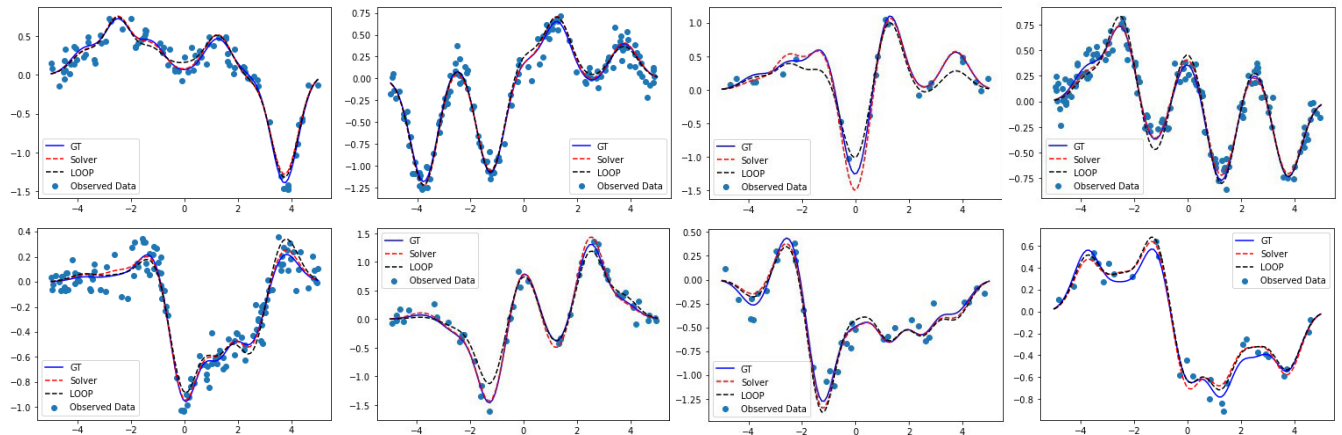 0.5
0.0
−0.5
−1.0
−1.5
GT
Solver
LOOP
Observed Data
−4 −2 0 2 4
0.75
0.50
0.25
0.00
−0.25
−0.50
−0.75
−1.00
−1.25
GT
Solver
LOOP
Observed Data
−4 −2 0 2 4
1.0
0.5
0.0
−0.5
−1.0
−1.5
GT
Solver
LOOP
Observed Data
−4 −2 0 2 4
0.75
0.50
0.25
0.00
−0.25
−0.50
−0.75
GT
Solver
LOOP
Observed Data
−4 −2 0 2 4
0.4
0.2
0.0
−0.2
−0.4
−0.6
−0.8
−1.0
GT
Solver
LOOP
Observed Data
−4 −2 0 2 4
1.5
1.0
0.5
0.0
−0.5
−1.0
−1.5
GT
Solver
LOOP
Observed Data
−4 −2 0 2 4
0.50
0.25
0.00
−0.25
−0.50
−0.75
−1.00
−1.25
GT
Solver
LOOP
Observed Data
−4 −2 0 2 4
0.6
0.4
0.2
0.0
−0.2
−0.4
−0.6
−0.8
GT
Solver
LOOP
Observed Data
−4 −2 0 2 4